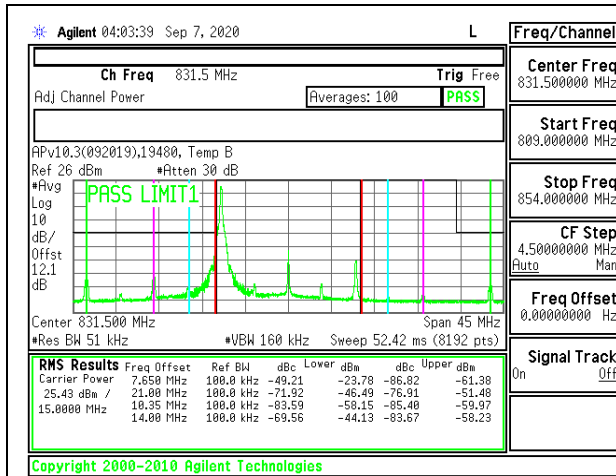 Agilent 04:03:39 Sep 7, 2020 L
Ch Freq 831.5 MHz Trig Free
Adj Channel Power Averages: 100 PASS
APv10.3(092019),19480, Temp B
Ref 26 dBm #Atten 30 dB
#Avg
Log
10
dB/
Offst
12.1
dB
PASS LIMIT1
Center 831.500 MHz Span 45 MHz
#Res BW 51 kHz #VBW 160 kHz Sweep 52.42 ms (8192 pts)
RMS Results Freq Offset Ref BW dBc Lower dBm dBc Upper dBm
Carrier Power 7.650 MHz 100.0 kHz -49.21 -23.78 -86.82 -61.38
25.43 dBm / 21.00 MHz 100.0 kHz -71.92 -46.49 -76.91 -51.48
15.0000 MHz 10.35 MHz 100.0 kHz -83.59 -58.15 -85.40 -59.97
14.00 MHz 100.0 kHz -69.56 -44.13 -83.67 -58.23
Copyright 2000-2010 Agilent Technologies
Freq/Channel
Center Freq
831.500000 MHz
Start Freq
809.000000 MHz
Stop Freq
854.000000 MHz
CF Step
4.50000000 MHz
Auto Man
Freq Offset
0.00000000 Hz
Signal Track
On Off